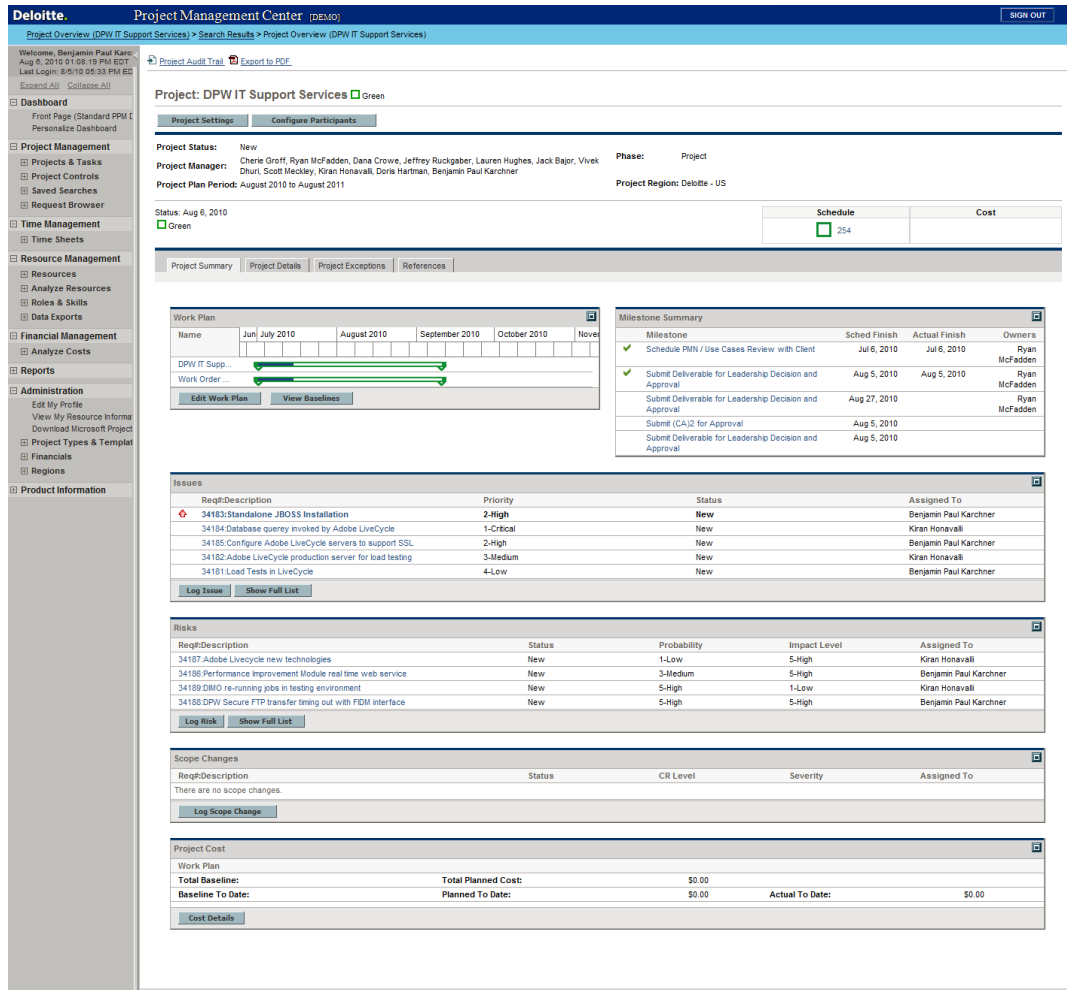 Deloitte.
Project Management Center [DEMO]
SIGN OUT
Project Overview (DPW IT Support Services) > Search Results > Project Overview (DPW IT Support Services)
Welcome, Benjamin Paul Karc
Aug 6, 2010 01:08:19 PM EDT
Last Login: 8/5/10 05:33 PM ED
Expand All Collapse All
Dashboard
Front Page (Standard PPM D
Personalize Dashboard
Project Management
Projects & Tasks
Project Controls
Saved Searches
Request Browser
Time Management
Time Sheets
Resource Management
Resources
Analyze Resources
Roles & Skills
Data Exports
Financial Management
Analyze Costs
Reports
Administration
Edit My Profile
View My Resource Informa
Download Microsoft Project
Project Types & Templat
Financials
Regions
Product Information
Project Audit Trail Export to PDF
Project: DPW IT Support Services Green
Project Settings Configure Participants
Project Status: New
Project Manager: Cherie Groff, Ryan McFadden, Dana Crowe, Jeffrey Ruckgaber, Lauren Hughes, Jack Bajor, Vivek
Dhuri, Scott Meckley, Kiran Honavalli, Doris Hartman, Benjamin Paul Karchner
Phase: Project
Project Plan Period: August 2010 to August 2011
Project Region: Deloitte - US
Status: Aug 6, 2010
Green
Schedule Cost
254
Project Summary Project Details Project Exceptions References
Work Plan
Name Jun July 2010 August 2010 September 2010 October 2010 Nover
DPW IT Supp...
Work Order ...
Edit Work Plan View Baselines
Milestone Summary
Milestone Sched Finish Actual Finish Owners
Schedule PMN / Use Cases Review with Client Jul 6, 2010 Jul 6, 2010 Ryan
McFadden
Submit Deliverable for Leadership Decision and Aug 5, 2010 Aug 5, 2010 Ryan
Approval McFadden
Submit Deliverable for Leadership Decision and Aug 27, 2010 Ryan
Approval McFadden
Submit (CA)2 for Approval Aug 5, 2010
Submit Deliverable for Leadership Decision and Aug 5, 2010
Approval
Issues
Req#:Description Priority Status Assigned To
34183:Standalone JBOSS Installation 2-High New Benjamin Paul Karchner
34184:Database querey invoked by Adobe LiveCycle 1-Critical New Kiran Honavalli
34185:Configure Adobe LiveCycle servers to support SSL 2-High New Benjamin Paul Karchner
34182:Adobe LiveCycle production server for load testing 3-Medium New Kiran Honavalli
34181:Load Tests in LiveCycle 4-Low New Benjamin Paul Karchner
Log Issue Show Full List
Risks
Req#:Description Status Probability Impact Level Assigned To
34187:Adobe Livecycle new technologies New 1-Low 5-High Kiran Honavalli
34186:Performance Improvement Module real time web service New 3-Medium 5-High Benjamin Paul Karchner
34189:DIMO re-running jobs in testing environment New 5-High 1-Low Kiran Honavalli
34188:DPW Secure FTP transfer timing out with FIDM interface New 5-High 5-High Benjamin Paul Karchner
Log Risk Show Full List
Scope Changes
Req#:Description Status CR Level Severity Assigned To
There are no scope changes.
Log Scope Change
Project Cost
Work Plan
Total Baseline: Total Planned Cost: $0.00
Baseline To Date: Planned To Date: $0.00 Actual To Date: $0.00
Cost Details